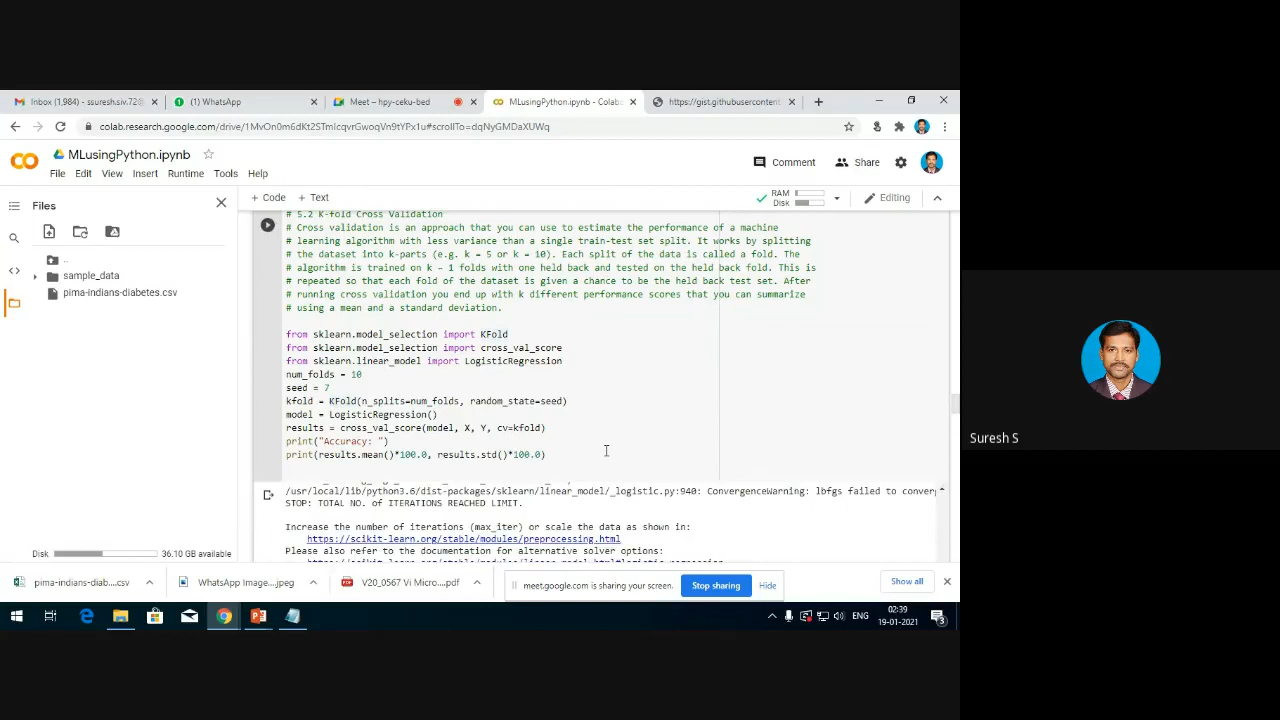 Inbox (1,984) - ssuresh.siv.72@
(1) WhatsApp
Meet – hpy-ceku-bed
MLusingPython.ipynb - Colab
https://gist.githubusercontent
colab.research.google.com/drive/1MvOn0m6dKt2STmIcqvrGwoqVn9tYPx1u#scrollTo=dqNyGMDaXUWq
MLusingPython.ipynb
Comment
Share
File Edit View Insert Runtime Tools Help
+ Code + Text
RAM
Disk
Editing
Files
..
sample_data
pima-indians-diabetes.csv
# 5.2 K-fold Cross Validation
# Cross validation is an approach that you can use to estimate the performance of a machine
# learning algorithm with less variance than a single train-test set split. It works by splitting
# the dataset into k-parts (e.g. k = 5 or k = 10). Each split of the data is called a fold. The
# algorithm is trained on k – 1 folds with one held back and tested on the held back fold. This is
# repeated so that each fold of the dataset is given a chance to be the held back test set. After
# running cross validation you end up with k different performance scores that you can summarize
# using a mean and a standard deviation.
from sklearn.model_selection import KFold
from sklearn.model_selection import cross_val_score
from sklearn.linear_model import LogisticRegression
num_folds = 10
seed = 7
kfold = KFold(n_splits=num_folds, random_state=seed)
model = LogisticRegression()
results = cross_val_score(model, X, Y, cv=kfold)
print("Accuracy: ")
print(results.mean()*100.0, results.std()*100.0)
/usr/local/lib/python3.6/dist-packages/sklearn/linear_model/_logistic.py:940: ConvergenceWarning: lbfgs failed to conver
STOP: TOTAL NO. of ITERATIONS REACHED LIMIT.
Increase the number of iterations (max_iter) or scale the data as shown in:
https://scikit-learn.org/stable/modules/preprocessing.html
Please also refer to the documentation for alternative solver options:
Disk
36.10 GB available
pima-indians-diab....csv
WhatsApp Image....jpeg
V20_0567 Vi Micro....pdf
meet.google.com is sharing your screen.
Stop sharing
Hide
Show all
ENG
02:39
19-01-2021
3
Suresh S